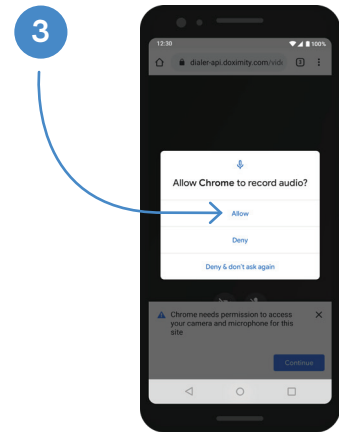 3
12:30
100%
dialer-api.doximity.com/vide
3
Allow Chrome to record audio?
Allow
Deny
Deny & don't ask again
Chrome needs permission to access
your camera and microphone for this
site
Continue